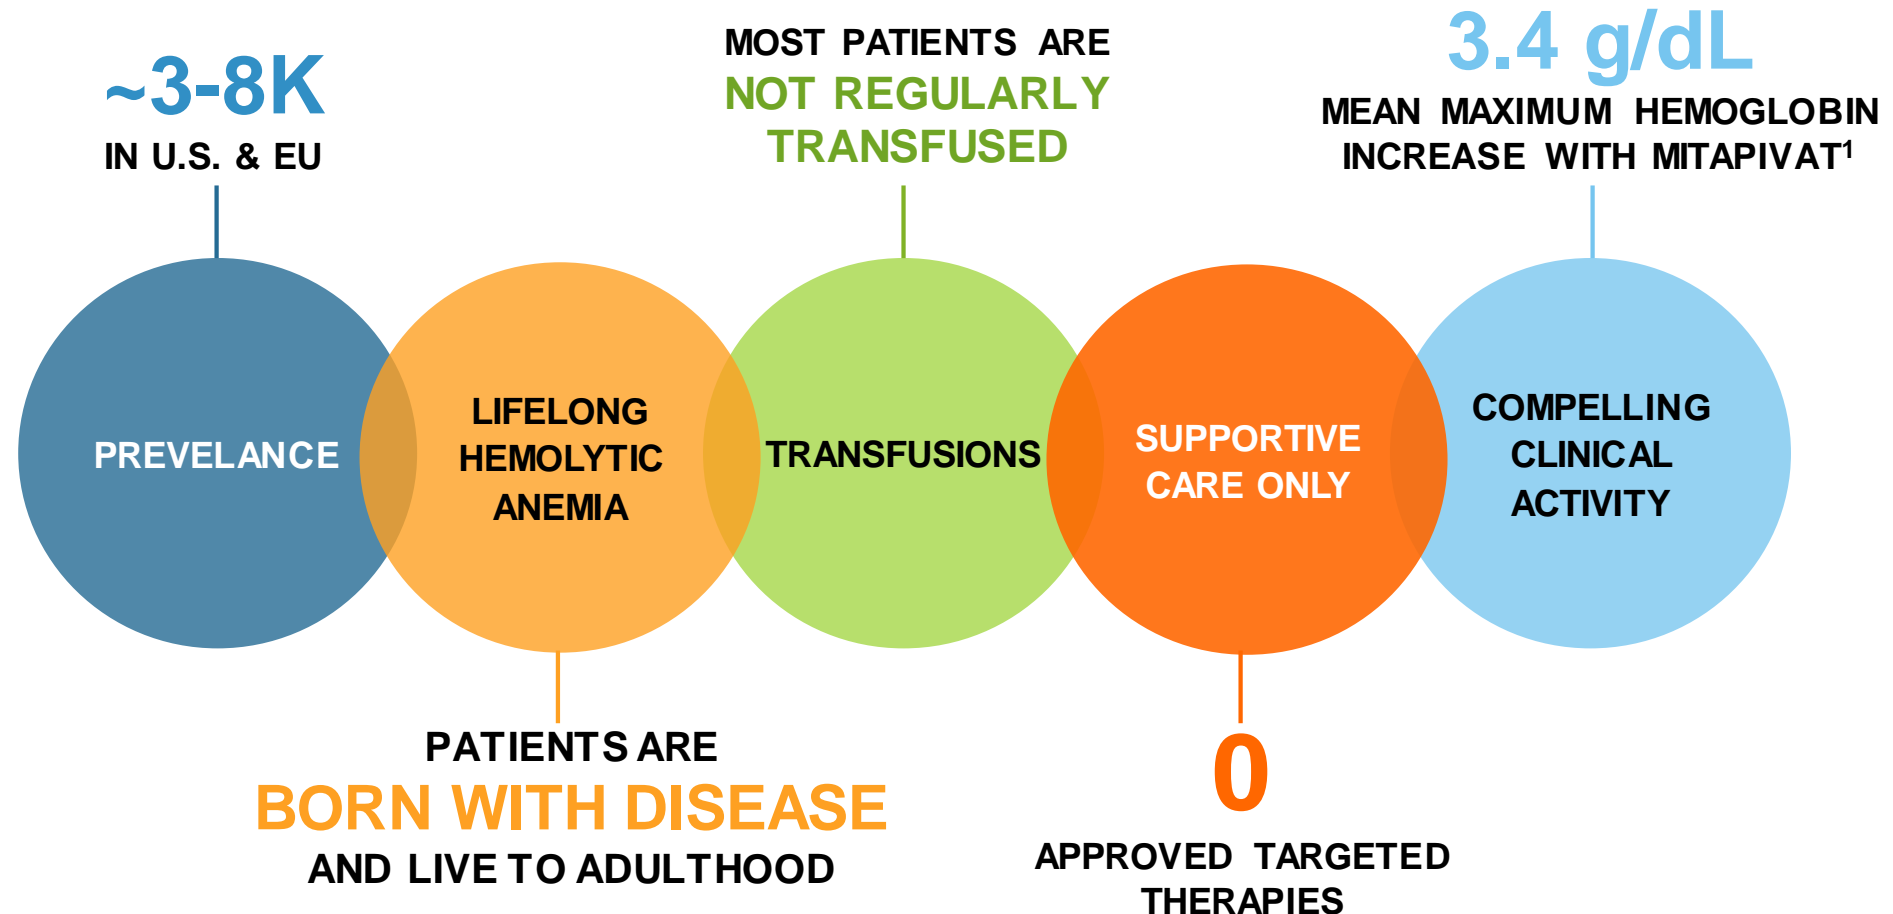 ~3-8K
IN U.S. & EU
MOST PATIENTS ARE
NOT REGULARLY
TRANSFUSED
3.4 g/dL
MEAN MAXIMUM HEMOGLOBIN
INCREASE WITH MITAPIVAT¹
PREVELANCE
LIFELONG
HEMOLYTIC
ANEMIA
TRANSFUSIONS
SUPPORTIVE
CARE ONLY
COMPELLING
CLINICAL
ACTIVITY
PATIENTS ARE
BORN WITH DISEASE
AND LIVE TO ADULTHOOD
0
APPROVED TARGETED
THERAPIES